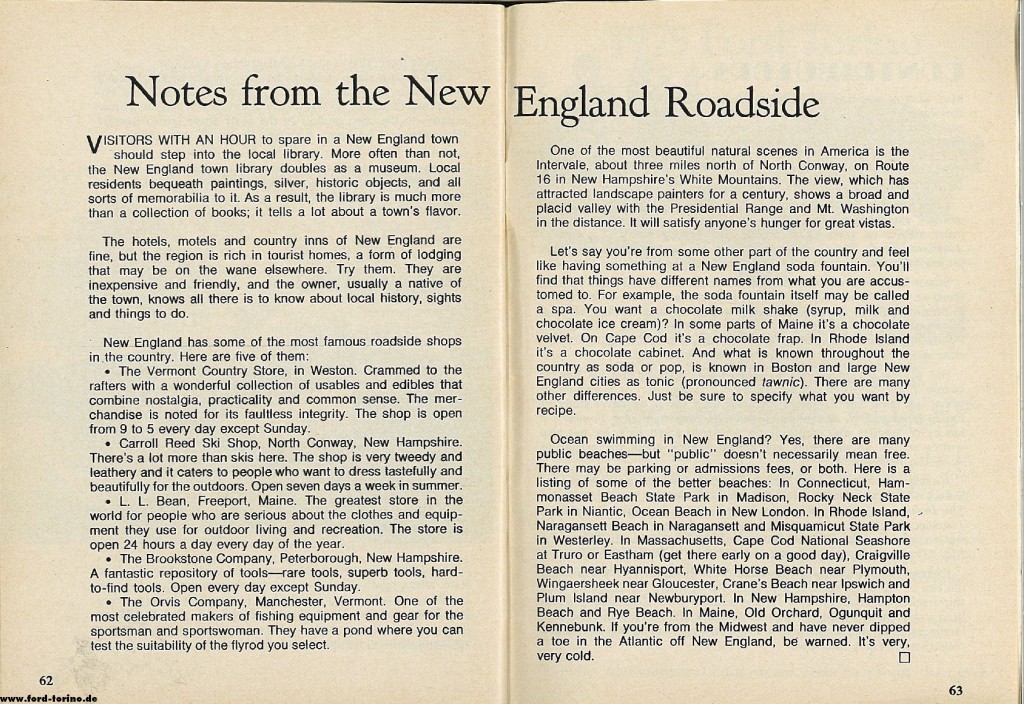 Notes from the New England Roadside
VISITORS WITH AN HOUR to spare in a New England town
should step into the local library. More often than not,
the New England town library doubles as a museum. Local
residents bequeath paintings, silver, historic objects, and all
sorts of memorabilia to it. As a result, the library is much more
than a collection of books; it tells a lot about a town's flavor.
The hotels, motels and country inns of New England are
fine, but the region is rich in tourist homes, a form of lodging
that may be on the wane elsewhere. Try them. They are
inexpensive and friendly, and the owner, usually a native of
the town, knows all there is to know about local history, sights
and things to do.
New England has some of the most famous roadside shops
in the country. Here are five of them:
• The Vermont Country Store, in Weston. Crammed to the
rafters with a wonderful collection of usables and edibles that
combine nostalgia, practicality and common sense. The mer-
chandise is noted for its faultless integrity. The shop is open
from 9 to 5 every day except Sunday.
• Carroll Reed Ski Shop, North Conway, New Hampshire.
There's a lot more than skis here. The shop is very tweedy and
leathery and it caters to people who want to dress tastefully and
beautifully for the outdoors. Open seven days a week in summer.
• L. L. Bean, Freeport, Maine. The greatest store in the
world for people who are serious about the clothes and equip-
ment they use for outdoor living and recreation. The store is
open 24 hours a day every day of the year.
• The Brookstone Company, Peterborough, New Hampshire.
A fantastic repository of tools—rare tools, superb tools, hard-
to-find tools. Open every day except Sunday.
• The Orvis Company, Manchester, Vermont. One of the
most celebrated makers of fishing equipment and gear for the
sportsman and sportswoman. They have a pond where you can
test the suitability of the flyrod you select.
62
www.ford-torino.de
One of the most beautiful natural scenes in America is the
Intervale, about three miles north of North Conway, on Route
16 in New Hampshire's White Mountains. The view, which has
attracted landscape painters for a century, shows a broad and
placid valley with the Presidential Range and Mt. Washington
in the distance. It will satisfy anyone's hunger for great vistas.
Let's say you're from some other part of the country and feel
like having something at a New England soda fountain. You'll
find that things have different names from what you are accus-
tomed to. For example, the soda fountain itself may be called
a spa. You want a chocolate milk shake (syrup, milk and
chocolate ice cream)? In some parts of Maine it's a chocolate
velvet. On Cape Cod it's a chocolate frap. In Rhode Island
it's a chocolate cabinet. And what is known throughout the
country as soda or pop, is known in Boston and large New
England cities as tonic (pronounced tawnic). There are many
other differences. Just be sure to specify what you want by
recipe.
Ocean swimming in New England? Yes, there are many
public beaches—but "public" doesn't necessarily mean free.
There may be parking or admissions fees, or both. Here is a
listing of some of the better beaches: In Connecticut, Ham-
monasset Beach State Park in Madison, Rocky Neck State
Park in Niantic, Ocean Beach in New London. In Rhode Island,
Naragansett Beach in Naragansett and Misquamicut State Park
in Westerley. In Massachusetts, Cape Cod National Seashore
at Truro or Eastham (get there early on a good day), Craigville
Beach near Hyannisport, White Horse Beach near Plymouth,
Wingaersheek near Gloucester, Crane's Beach near Ipswich and
Plum Island near Newburyport. In New Hampshire, Hampton
Beach and Rye Beach. In Maine, Old Orchard, Ogunquit and
Kennebunk. If you're from the Midwest and have never dipped
a toe in the Atlantic off New England, be warned. It's very,
very cold.
63